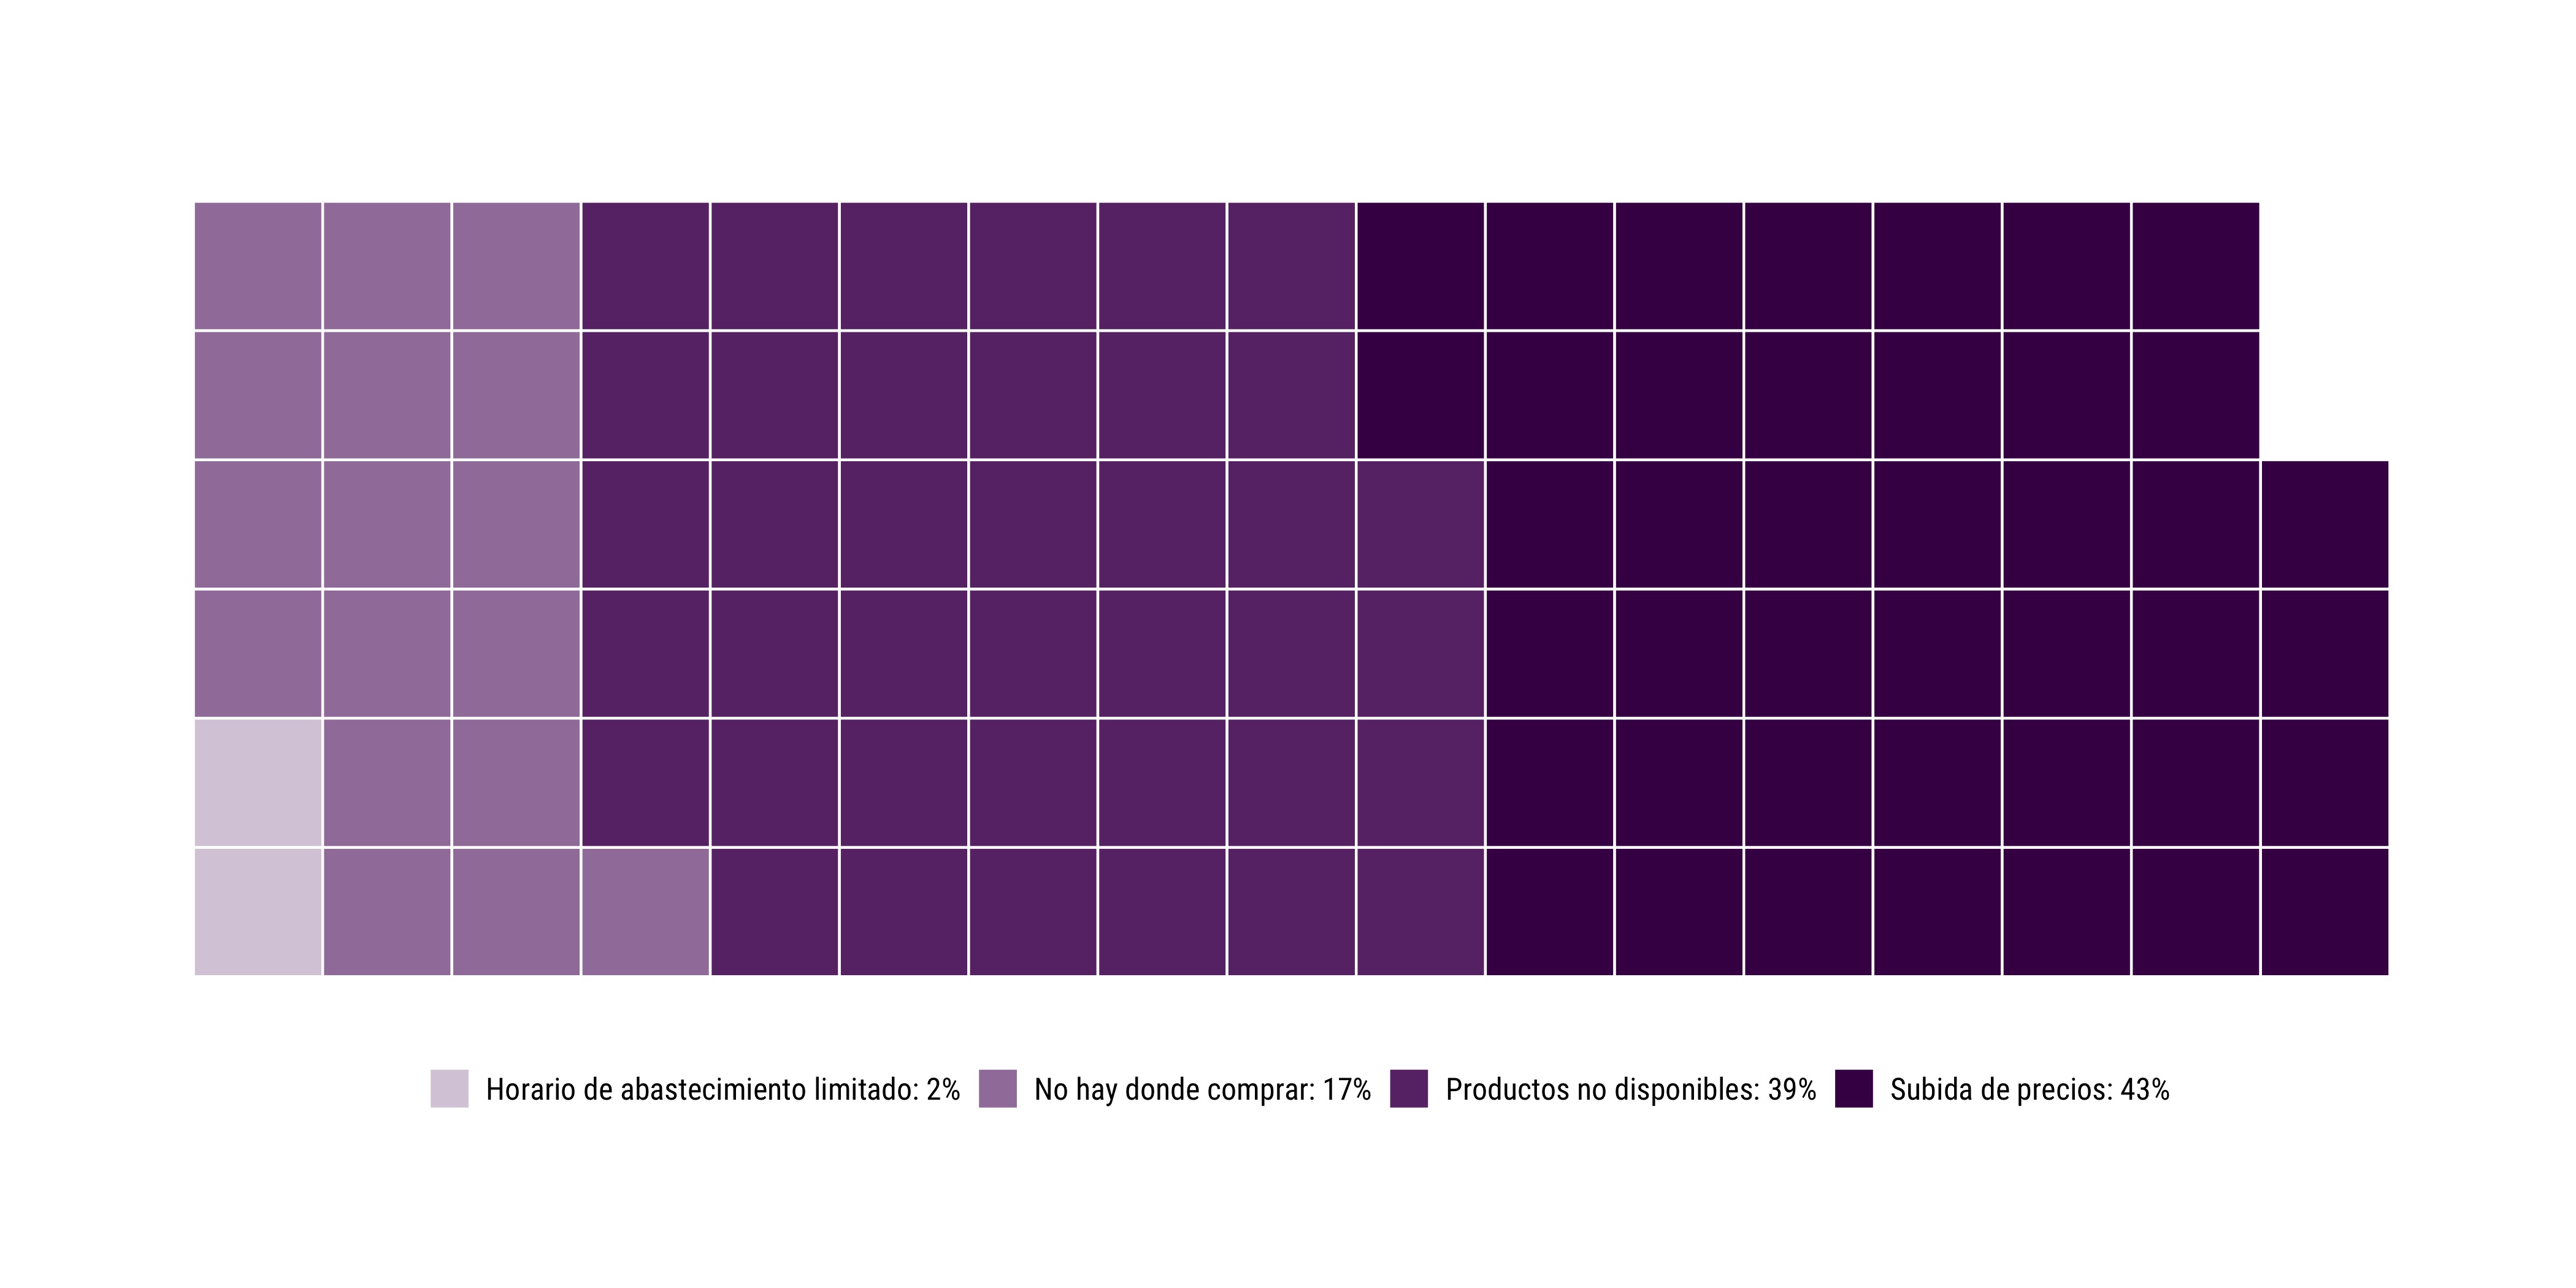 Horario de abastecimiento limitado: 2% No hay donde comprar: 17% Productos no disponibles: 39% Subida de precios: 43%